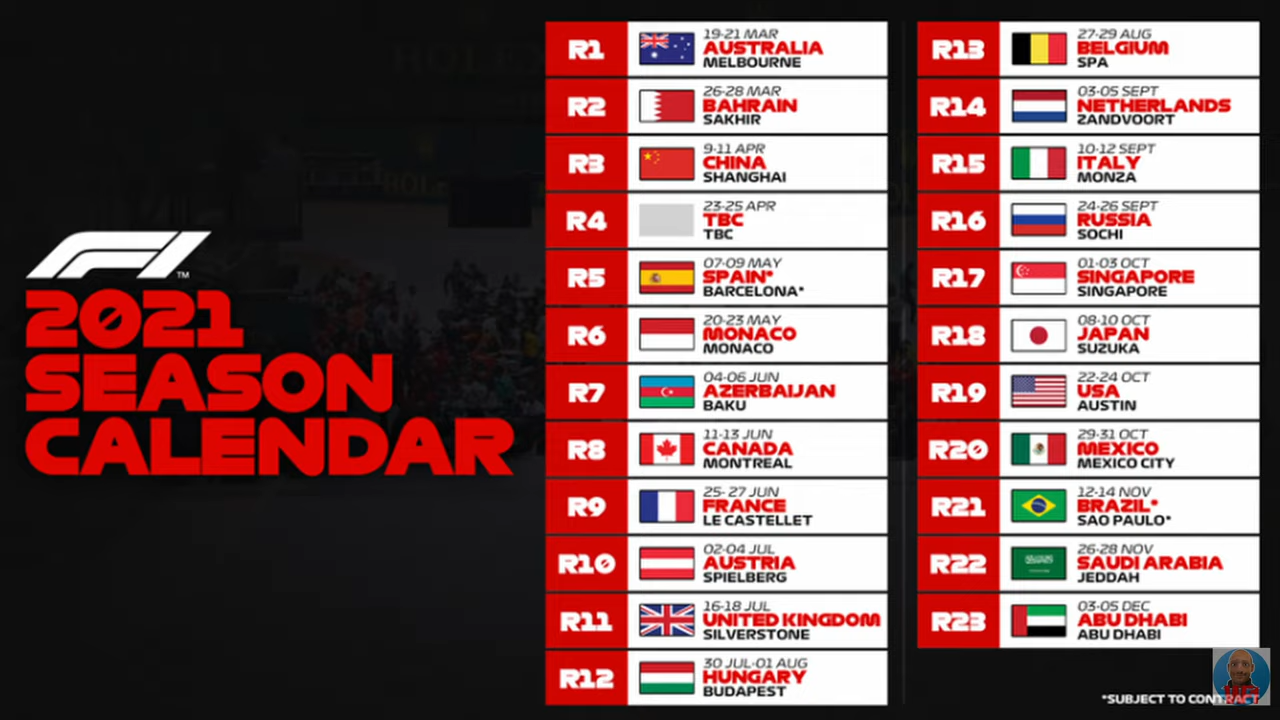 F1 ™
2021
SEASON
CALENDAR
R1
19-21 MAR
AUSTRALIA
MELBOURNE
R2
26-28 MAR
BAHRAIN
SAKHIR
R3
9-11 APR
CHINA
SHANGHAI
R4
23-25 APR
TBC
TBC
R5
07-09 MAY
SPAIN*
BARCELONA*
R6
20-23 MAY
MONACO
MONACO
R7
04-06 JUN
AZERBAIJAN
BAKU
R8
11-13 JUN
CANADA
MONTREAL
R9
25- 27 JUN
FRANCE
LE CASTELLET
R10
02-04 JUL
AUSTRIA
SPIELBERG
R11
16-18 JUL
UNITED KINGDOM
SILVERSTONE
R12
30 JUL-01 AUG
HUNGARY
BUDAPEST
R13
27-29 AUG
BELGIUM
SPA
R14
03-05 SEPT
NETHERLANDS
ZANDVOORT
R15
10-12 SEPT
ITALY
MONZA
R16
24-26 SEPT
RUSSIA
SOCHI
R17
01-03 OCT
SINGAPORE
SINGAPORE
R18
08-10 OCT
JAPAN
SUZUKA
R19
22-24 OCT
USA
AUSTIN
R20
29-31 OCT
MEXICO
MEXICO CITY
R21
12-14 NOV
BRAZIL*
SAO PAULO*
R22
26-28 NOV
SAUDI ARABIA
JEDDAH
R23
03-05 DEC
ABU DHABI
ABU DHABI
*SUBJECT TO CONTRACT